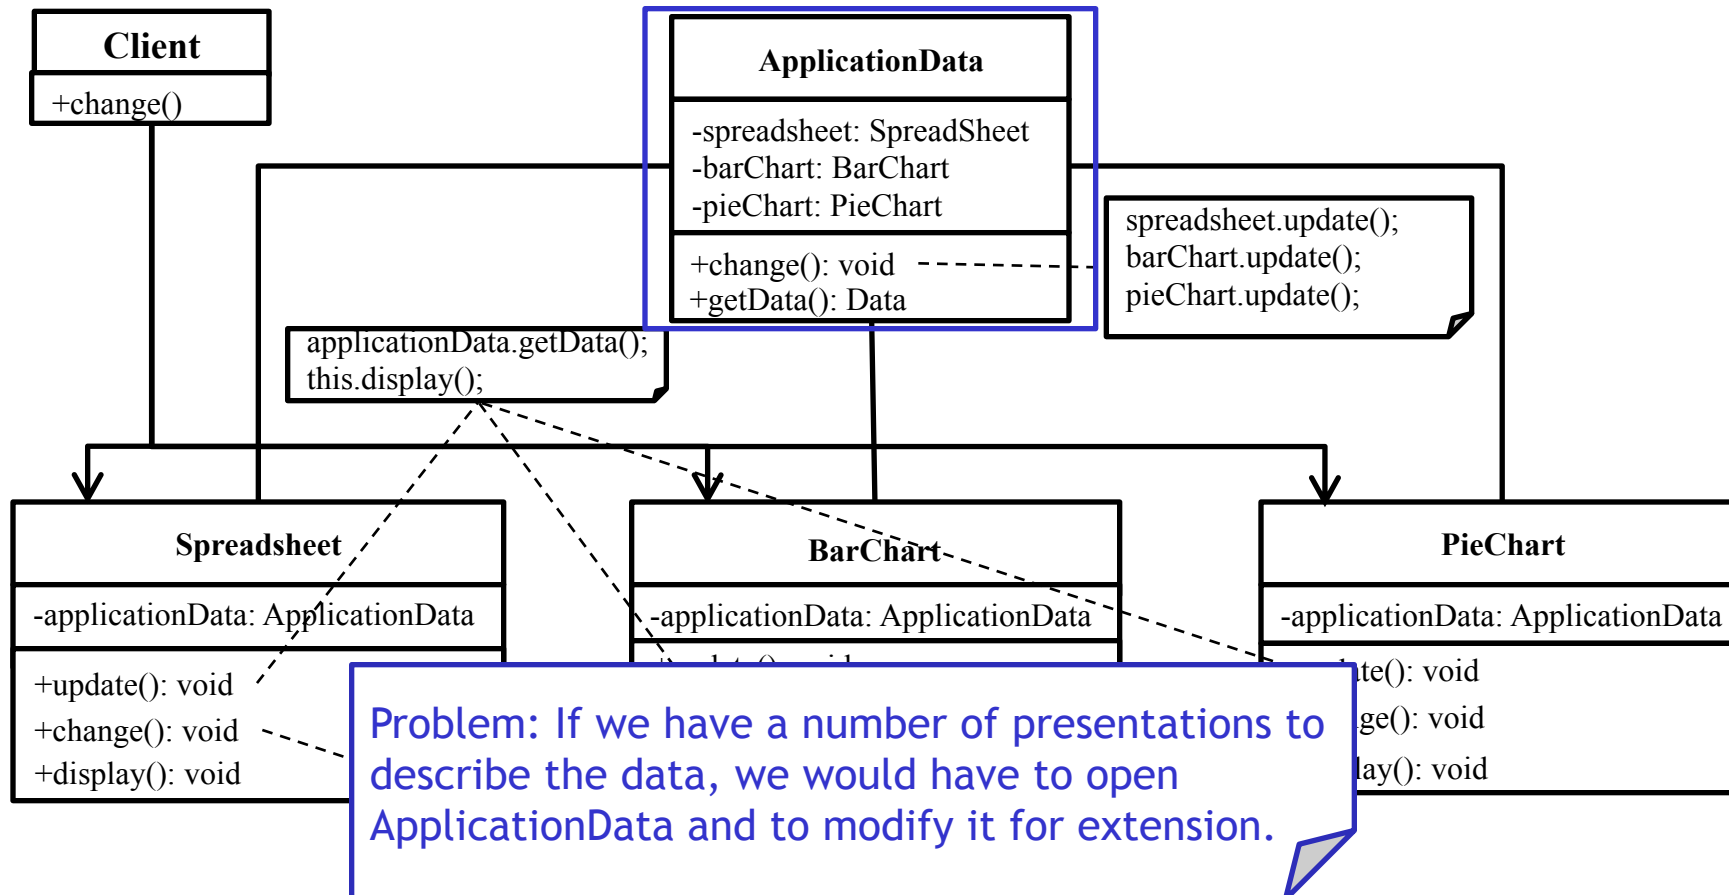 Client
+change()
ApplicationData
-spreadsheet: SpreadSheet
-barChart: BarChart
-pieChart: PieChart
+change(): void
+getData(): Data
spreadsheet.update();
barChart.update();
pieChart.update();
applicationData.getData();
this.display();
Spreadsheet
-applicationData: ApplicationData
+update(): void
+change(): void
+display(): void
BarChart
-applicationData: ApplicationData
PieChart
-applicationData: ApplicationData
void
void
void
Problem: If we have a number of presentations to
describe the data, we would have to open
ApplicationData and to modify it for extension.